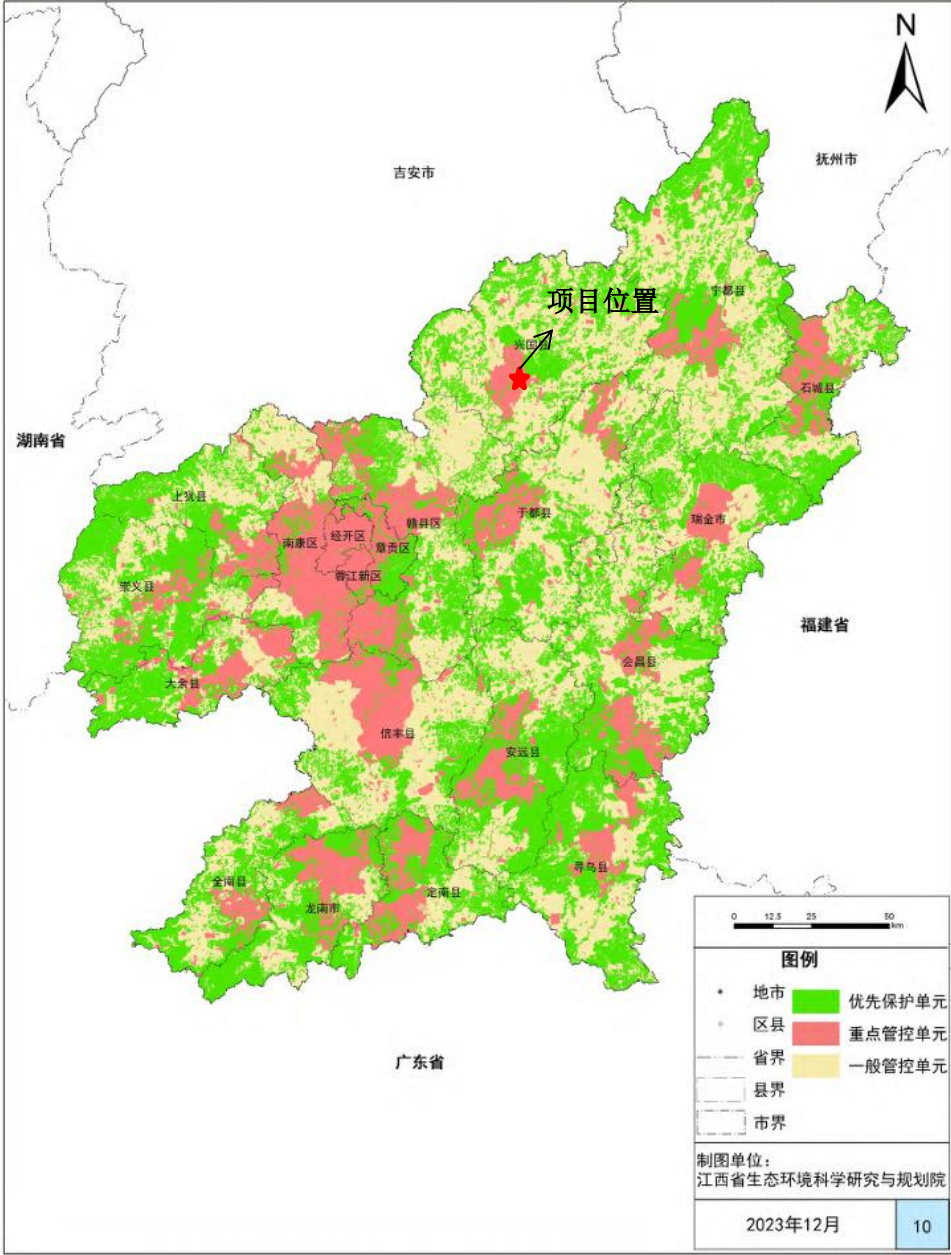 N
抚州市
吉安市
宁都县
项目位置
兴国县
石城县
湖南省
上犹县
于都县
赣县区
瑞金市
经开区
南康区
章贡区
蓉江新区
崇义县
福建省
会昌县
大余县
信丰县
安远县
寻乌县
全南县
定南县
龙南市
广东省
0 12.5 25 50
km
图例
地市
优先保护单元
区县
重点管控单元
省界
一般管控单元
县界
市界
制图单位：
江西省生态环境科学研究与规划院
2023年12月
10